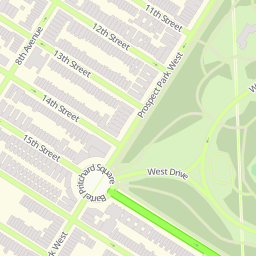 11th Street
12th Street
8th Avenue
13th Street
Prospect Park West
14th Street
15th Street
Bartel Pritchard Square
West Drive
W
k West